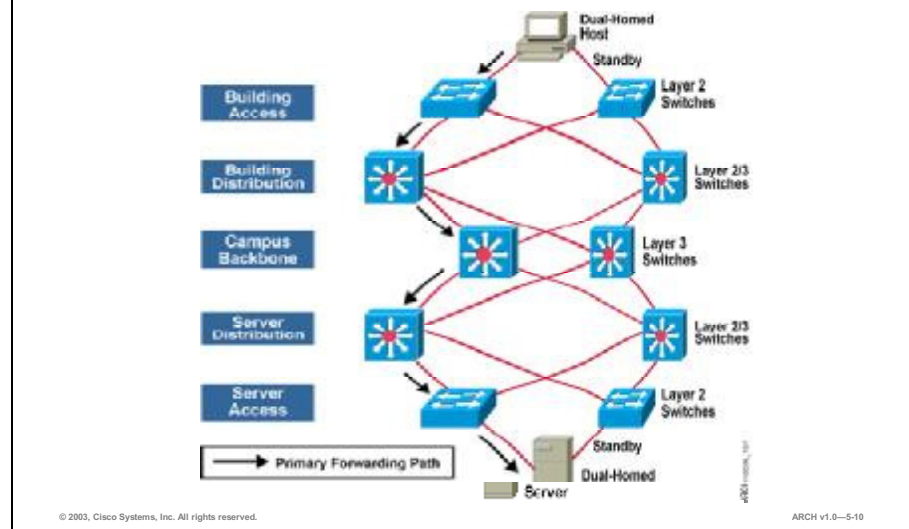 Dual-Homed
Host
Standby
Building
Access
Layer 2
Switches
Building
Distribution
Layer 2/3
Switches
Campus
Backbone
Layer 3
Switches
Server
Distribution
Layer 2/3
Switches
Server
Access
Layer 2
Switches
Standby
Primary Forwarding Path
Dual-Homed
Server
© 2003, Cisco Systems, Inc. All rights reserved.
ARCH v1.0—5-10